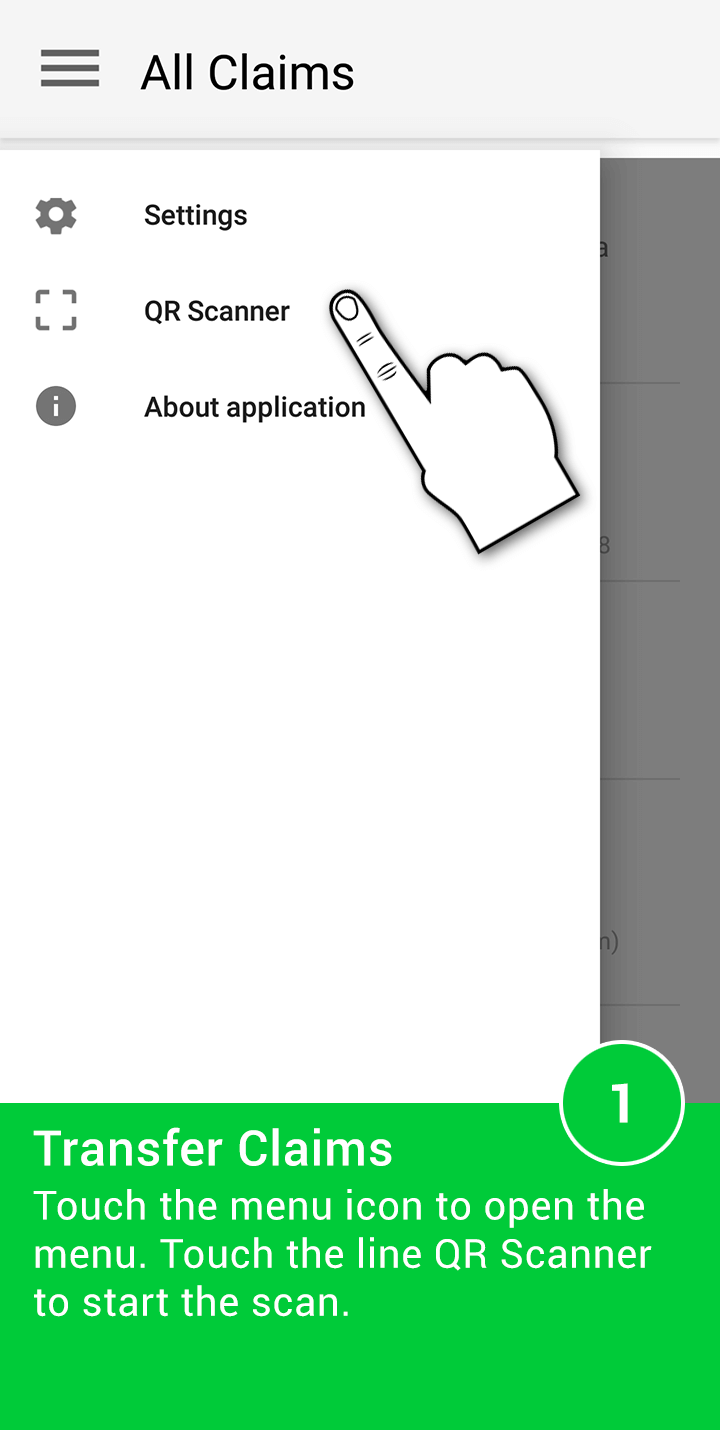 All Claims
Settings
a
QR Scanner
About application
8
n)
1
Transfer Claims
Touch the menu icon to open the
menu. Touch the line QR Scanner
to start the scan.